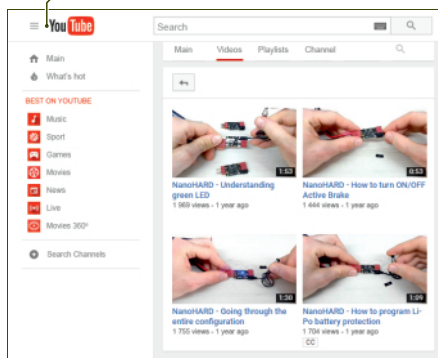 YouTube
Search
Main
What's hot
BEST ON YOUTUBE
Music
Sport
Games
Movies
News
Live
Movies 360°
Search Channels
Main Videos Playlists Channel
1:53
NanoHARD - Understanding
green LED
1 969 views - 1 year ago
0:53
NanoHARD - How to turn ON/OFF
Active Brake
1 444 views - 1 year ago
1:30
NanoHARD - Going through the
entire configuration
1 755 views - 1 year ago
1:09
NanoHARD - How to program Li-
Po battery protection
1 704 views - 1 year ago
CC